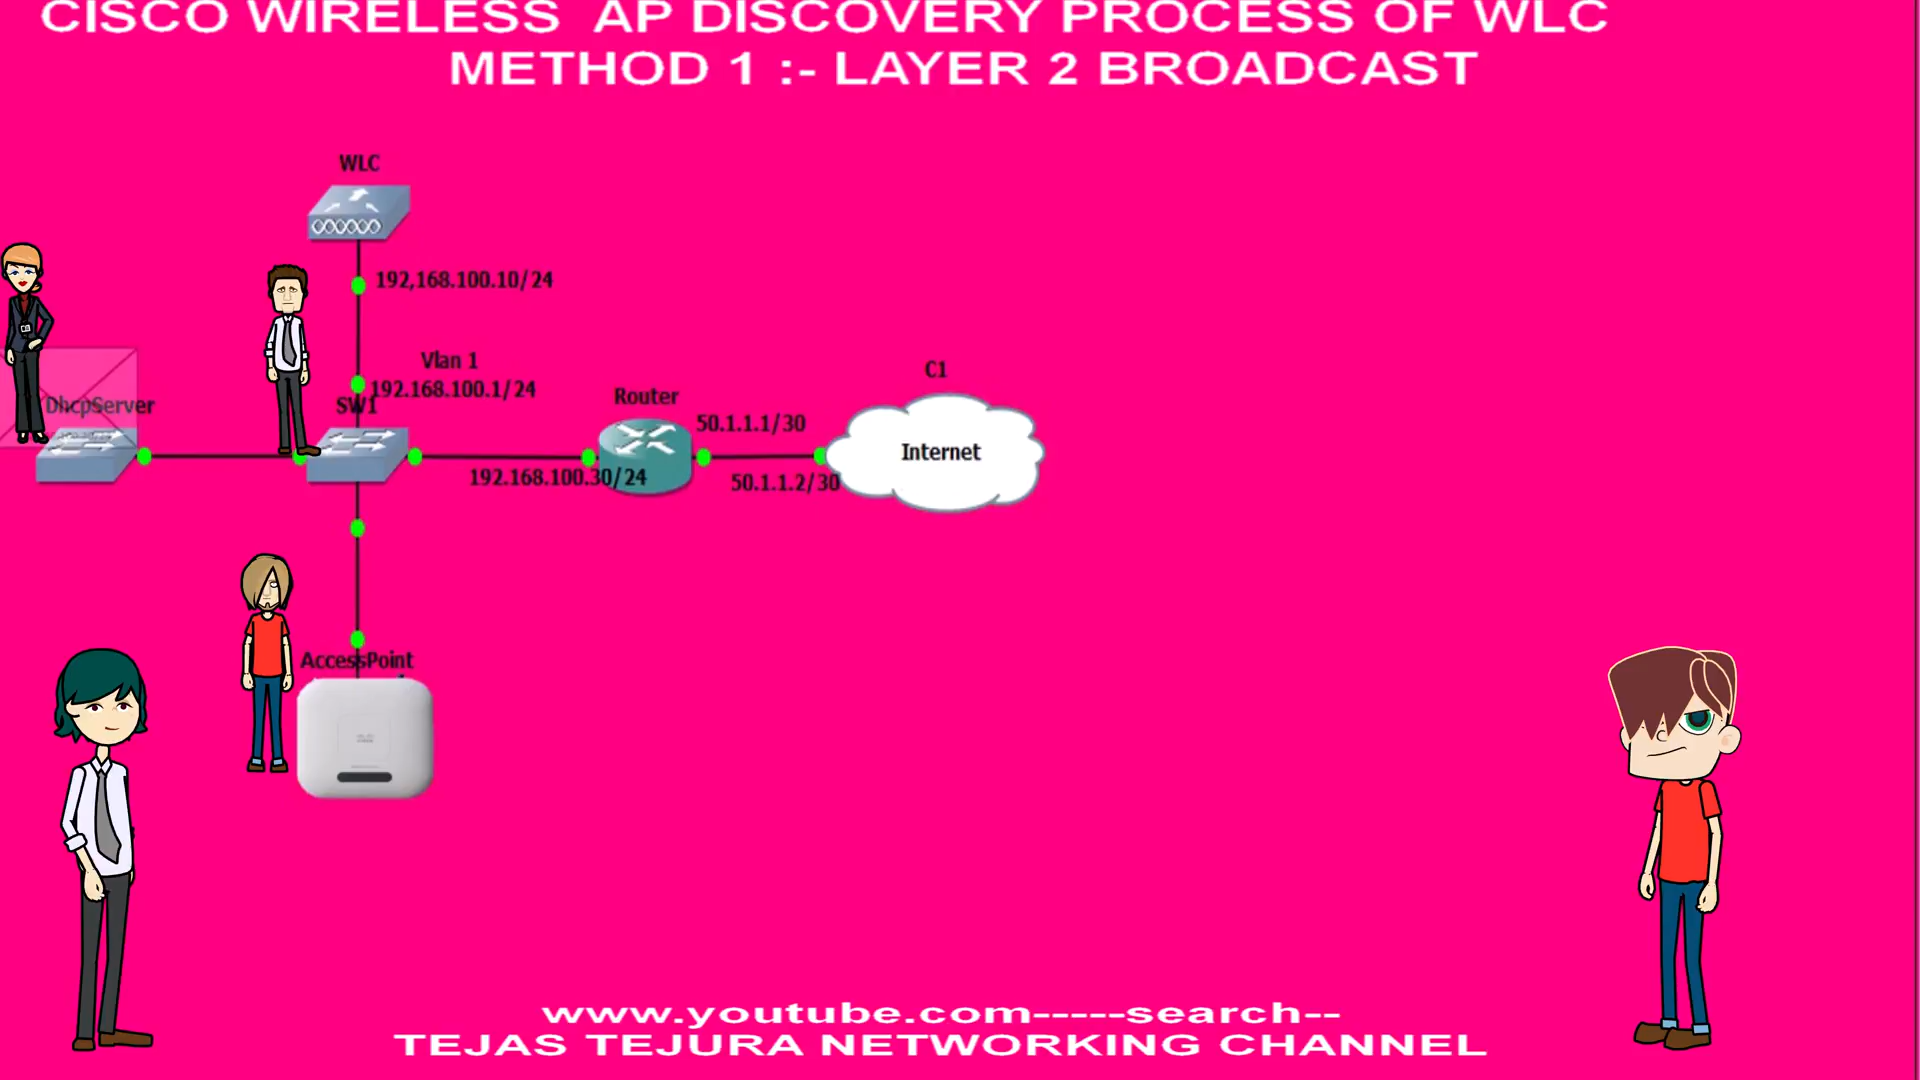 CISCO WIRELESS AP DISCOVERY PROCESS OF WLC
METHOD 1 :- LAYER 2 BROADCAST
WLC
192,168.100.10/24
Vlan 1
192.168.100.1/24
SW1
DhcpServer
Router
192.168.100.30/24
50.1.1.1/30
50.1.1.2/30
C1
Internet
AccessPoint
www.youtube.com-----search--
TEJAS TEJURA NETWORKING CHANNEL